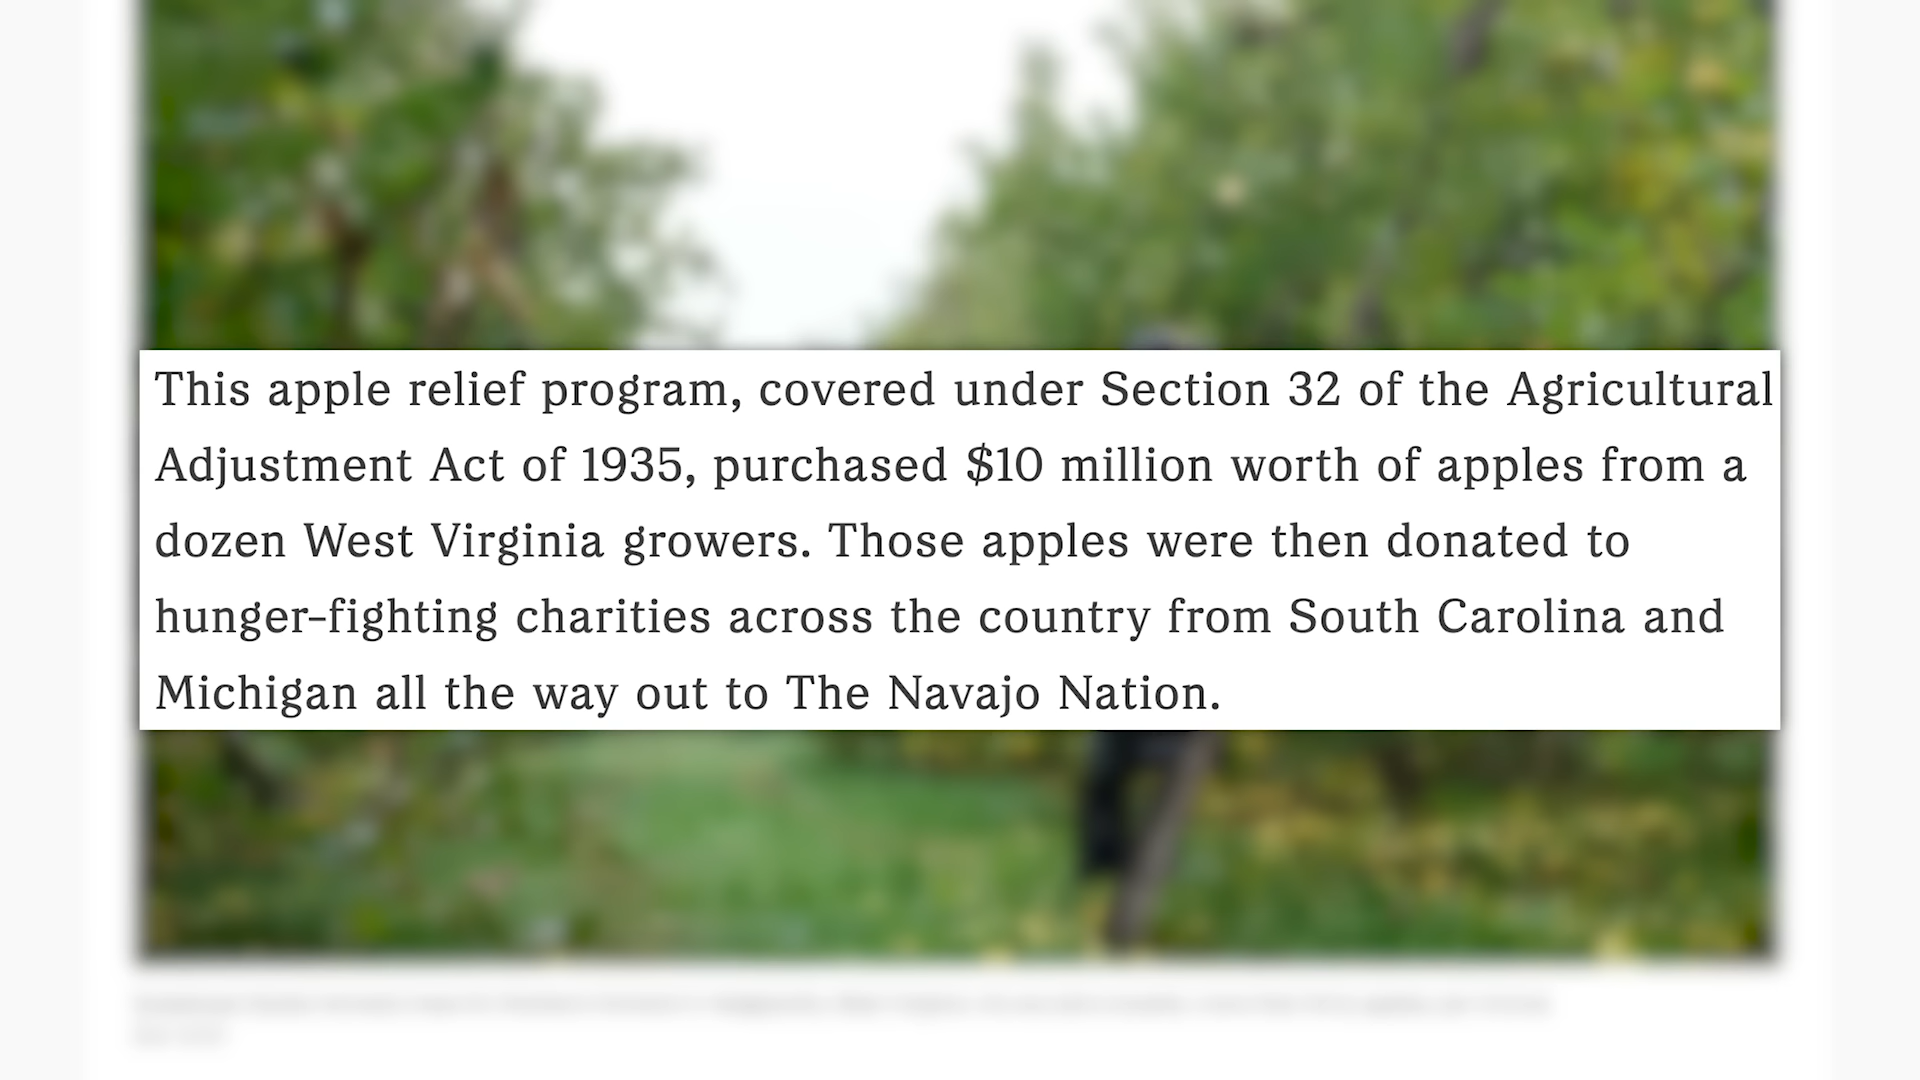 This apple relief program, covered under Section 32 of the Agricultural
Adjustment Act of 1935, purchased $10 million worth of apples from a
dozen West Virginia growers. Those apples were then donated to
hunger-fighting charities across the country from South Carolina and
Michigan all the way out to The Navajo Nation.